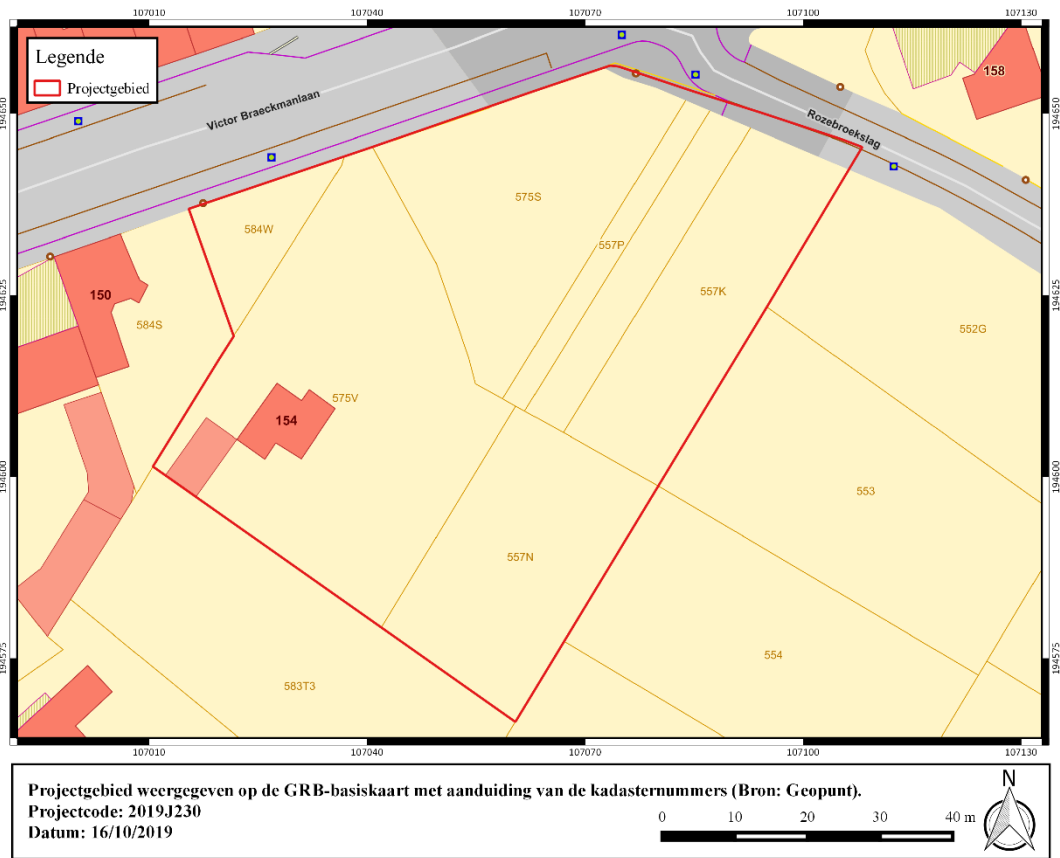 107010 107040 107070 107100 107130
Legende
Projectgebied
158
194650 194650
Victor Braeckmanlaan
Rozebroekslag
575S
584W
557P
194625 194625
150
557K
584S
552G
575V
154
194600 194600
553
557N
194575 194575
554
583T3
107010 107040 107070 107100 107130
Projectgebied weergegeven op de GRB-basiskaart met aanduiding van de kadasternummers (Bron: Geopunt).
Projectcode: 2019J230
Datum: 16/10/2019
N
0 10 20 30 40 m